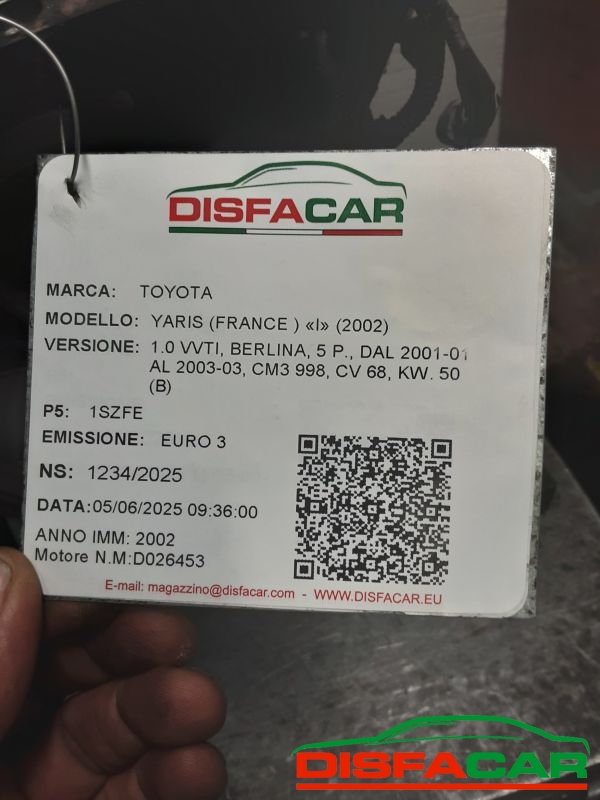 DISFACAR
MARCA: TOYOTA
MODELLO: YARIS (FRANCE ) «I» (2002)
VERSIONE: 1.0 VVTI, BERLINA, 5 P., DAL 2001-01
AL 2003-03, CM3 998, CV 68, KW. 50
(B)
P5: 1SZFE
EMISSIONE: EURO 3
NS: 1234/2025
DATA:05/06/2025 09:36:00
ANNO IMM: 2002
Motore N.M:D026453
E-mail: magazzino@disfacar.com - WWW.DISFACAR.EU
DISFACAR